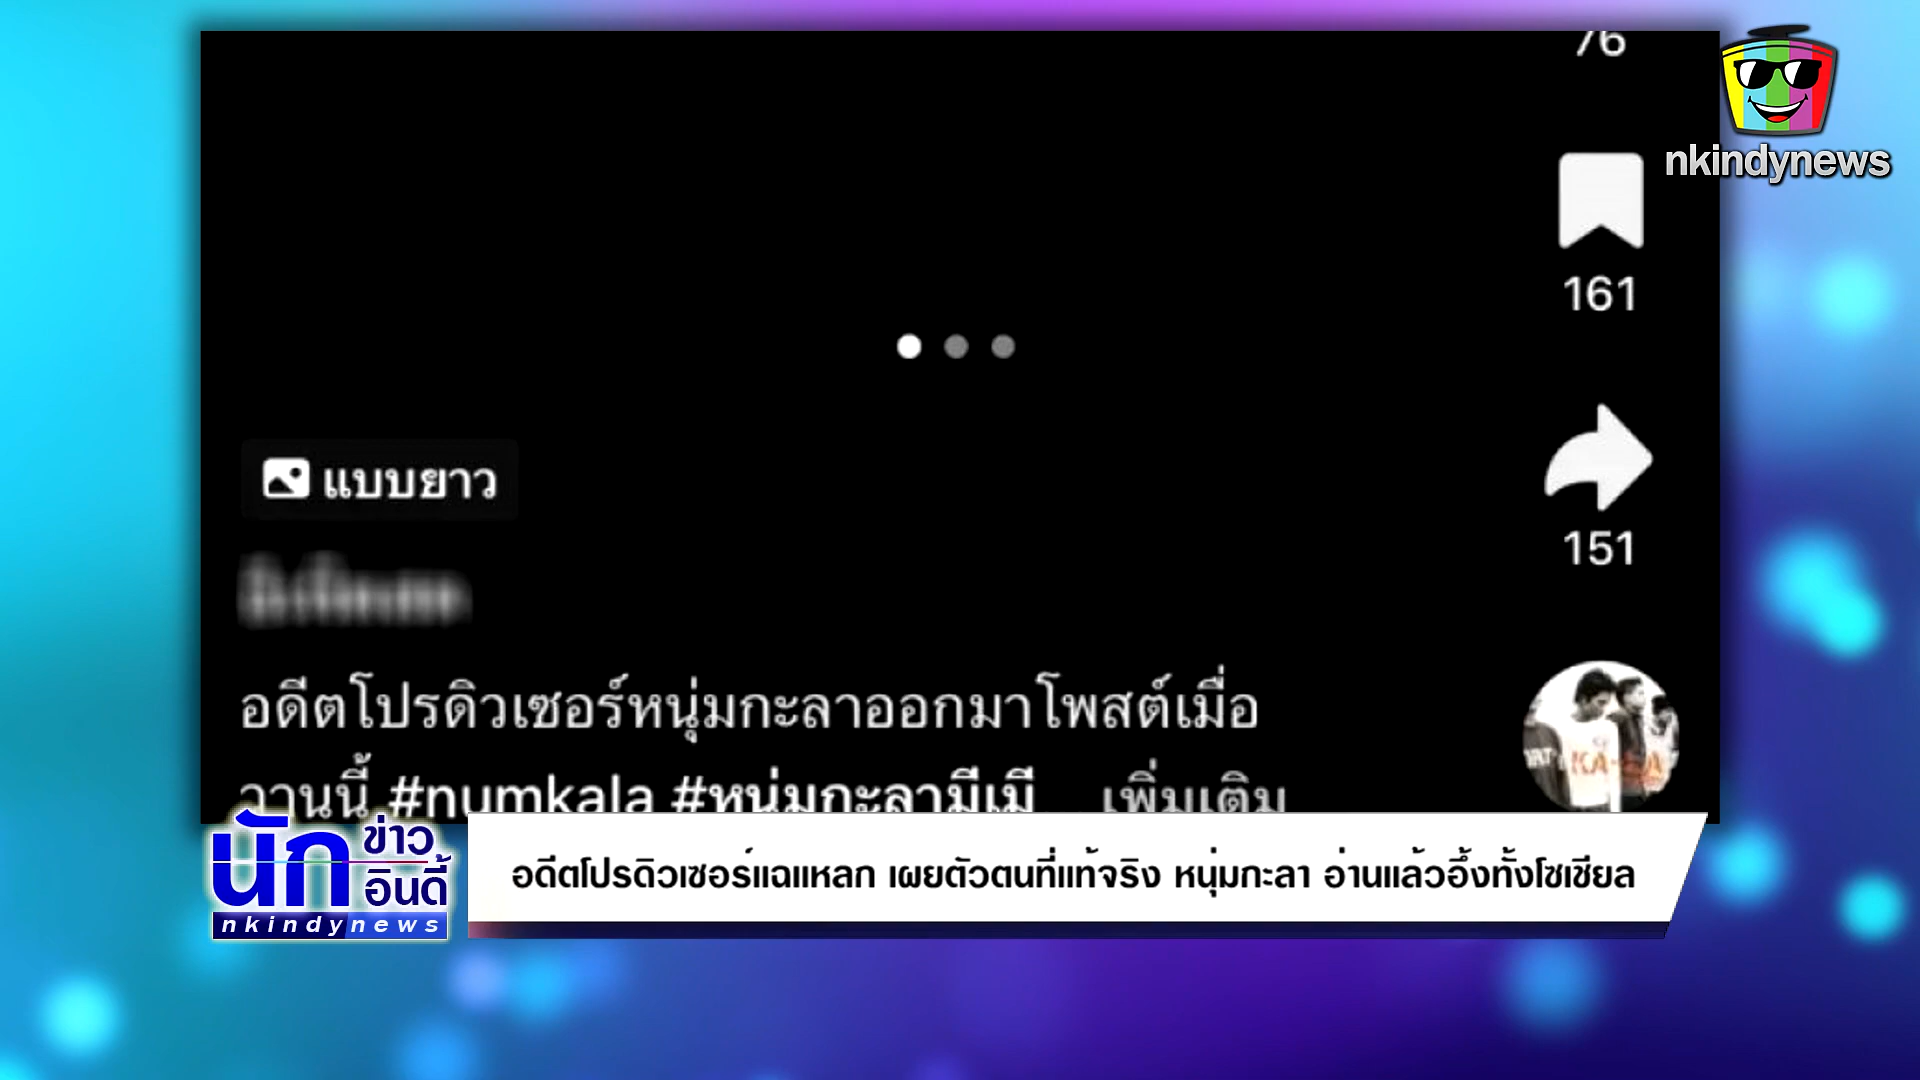 76
nkindynews
161
แบบยาว
151
อดีตโปรดิวเซอร์หนุ่มกะลาออกมาโพสต์เมื่อ
วานนี้ #numkala #หนุ่มกะลามีเมี เพิ่มเติม
นักข่าวอินดี้
nkindynews
อดีตโปรดิวเซอร์แฉแหลก เผยตัวตนที่แท้จริง หนุ่มกะลา อ่านแล้วอึ้งทั้งโซเชียล